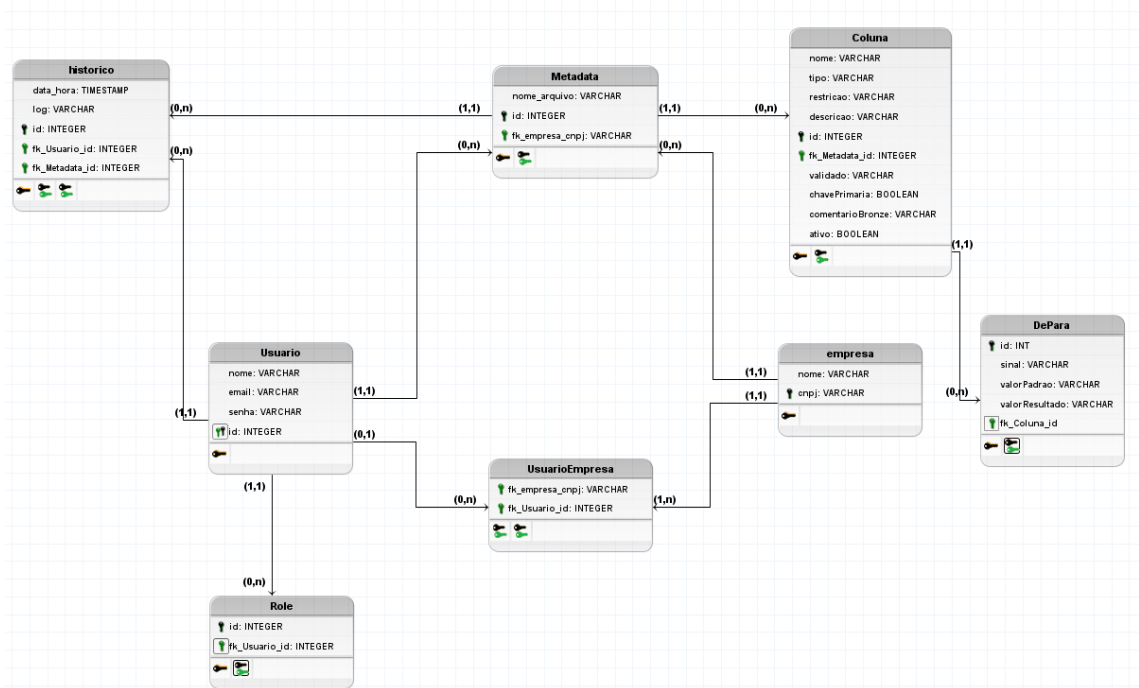 historico
data_hora: TIMESTAMP
log: VARCHAR
id: INTEGER
fk_Usuario_id: INTEGER
fk_Metadata_id: INTEGER
(0,n)
(0,n)
(1,1)
Metadata
nome_arquivo: VARCHAR
id: INTEGER
fk_empresa_cnpj: VARCHAR
(1,1)
(0,n)
(0,n)
(0,n)
Coluna
nome: VARCHAR
tipo: VARCHAR
restricao: VARCHAR
descricao: VARCHAR
id: INTEGER
fk_Metadata_id: INTEGER
validado: VARCHAR
chavePrimaria: BOOLEAN
comentarioBronze: VARCHAR
ativo: BOOLEAN
(1,1)
DePara
id: INT
sinal: VARCHAR
valorPadrao: VARCHAR
valorResultado: VARCHAR
fk_Coluna_id
(0,n)
Usuario
nome: VARCHAR
email: VARCHAR
senha: VARCHAR
id: INTEGER
(1,1)
(1,1)
(0,1)
(1,1)
empresa
nome: VARCHAR
cnpj: VARCHAR
(1,1)
(1,1)
UsuarioEmpresa
fk_empresa_cnpj: VARCHAR
fk_Usuario_id: INTEGER
(0,n)
(1,n)
(0,n)
Role
id: INTEGER
fk_Usuario_id: INTEGER